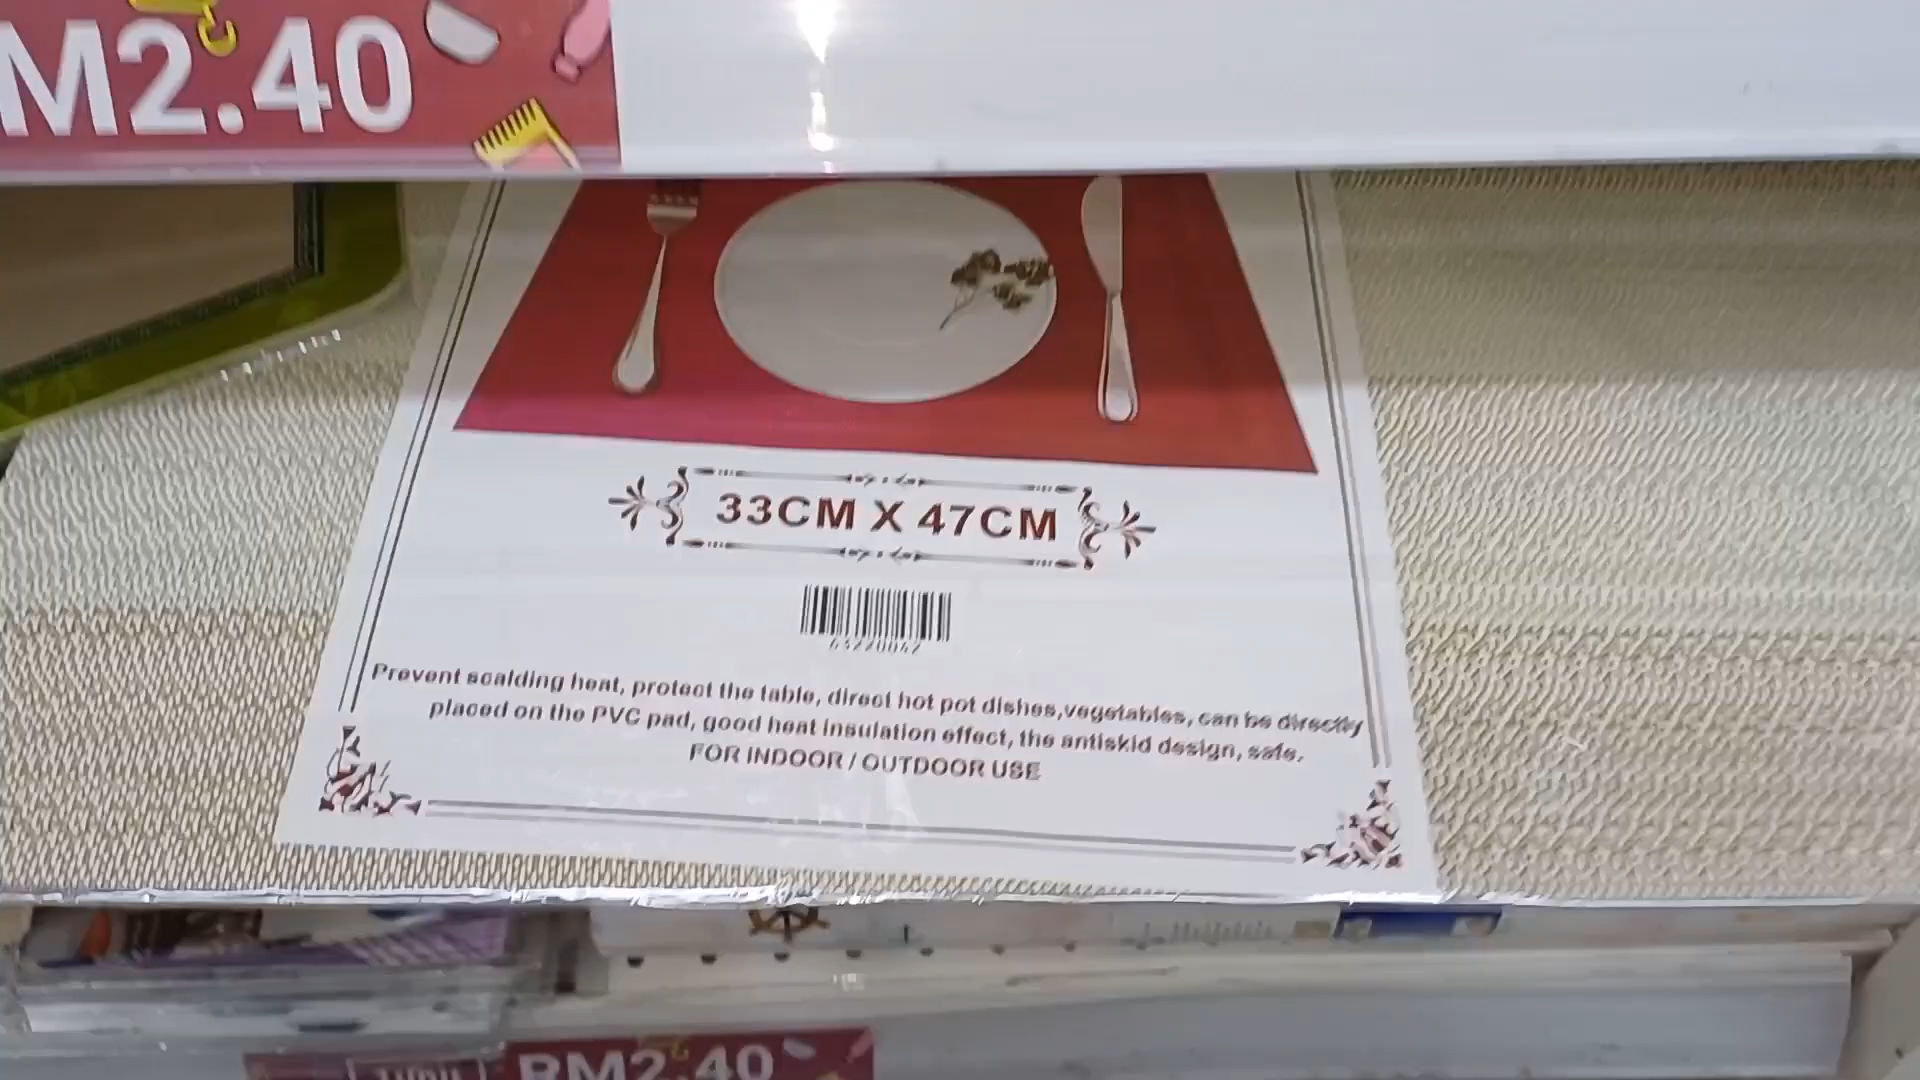 M2.40
33CM X 47CM
Prevent scalding heat, protect the table, direct hot pot dishes,vegetables, can be directly
placed on the PVC pad, good heat insulation effect, the antiskid design, safe.
FOR INDOOR / OUTDOOR USE
RM2.40